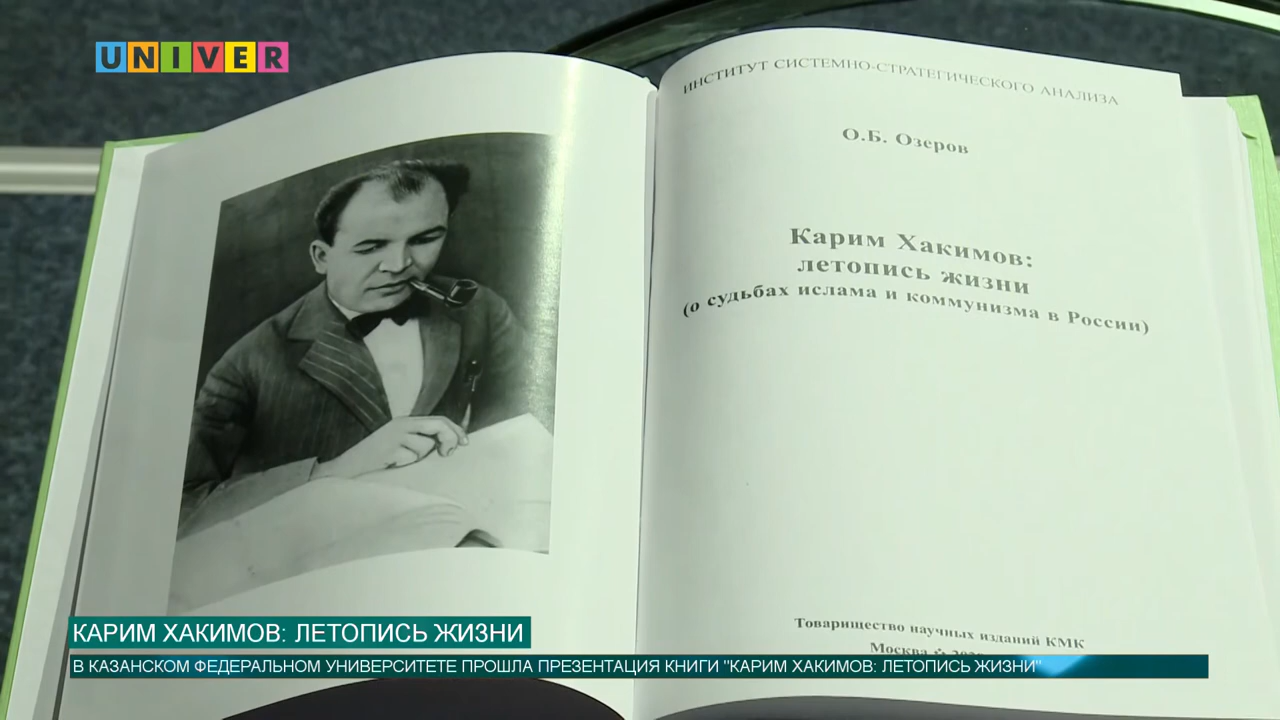 UNIVER
ИНСТИТУТ СИСТЕМНО-СТРАТЕГИЧЕСКОГО АНАЛИЗА
О.Б. Озеров
Карим Хакимов:
летопись жизни
(о судьбах ислама и коммунизма в России)
Товарищество научных изданий КМК
Москва
КАРИМ ХАКИМОВ: ЛЕТОПИСЬ ЖИЗНИ
В КАЗАНСКОМ ФЕДЕРАЛЬНОМ УНИВЕРСИТЕТЕ ПРОШЛА ПРЕЗЕНТАЦИЯ КНИГИ "КАРИМ ХАКИМОВ: ЛЕТОПИСЬ ЖИЗНИ"